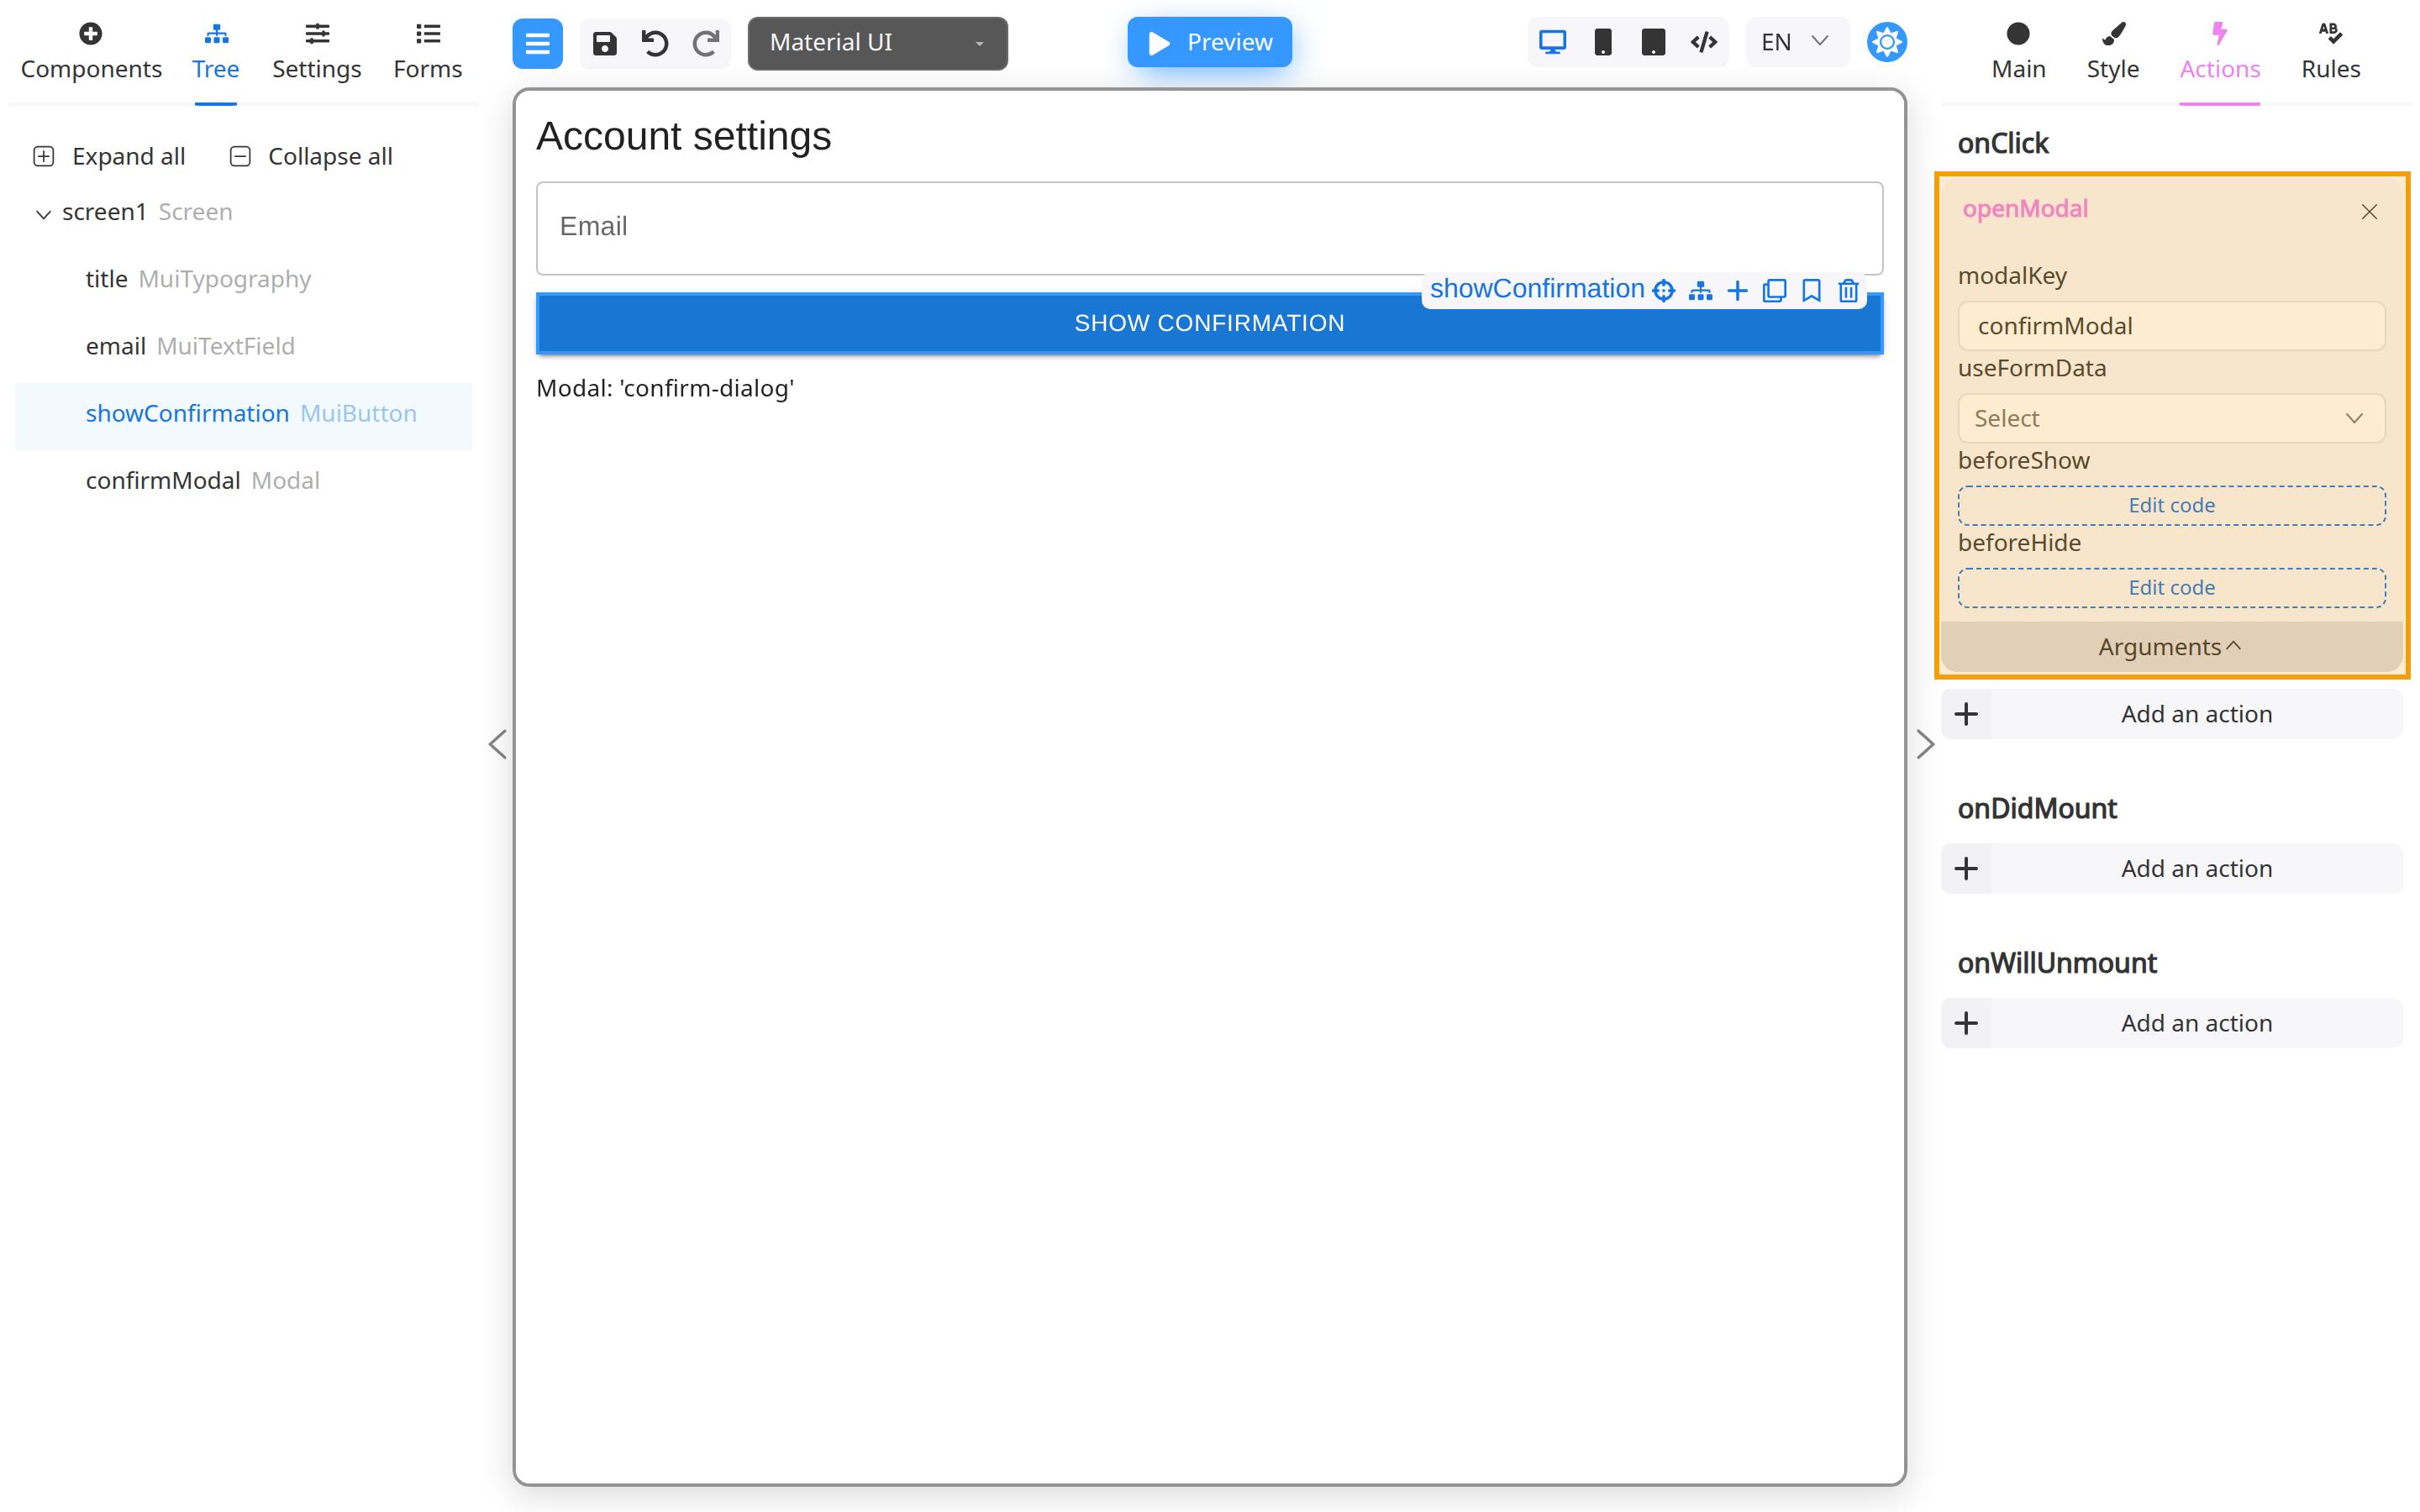 Components Tree Settings Forms
Material UI
Preview
EN
Main Style Actions Rules
Expand all Collapse all
screen1 Screen
title MuiTypography
email MuiTextField
showConfirmation MuiButton
confirmModal Modal
Account settings
Email
showConfirmation
SHOW CONFIRMATION
Modal: 'confirm-dialog'
onClick
openModal
modalKey
confirmModal
useFormData
Select
beforeShow
Edit code
beforeHide
Edit code
Arguments
Add an action
onDidMount
Add an action
onWillUnmount
Add an action